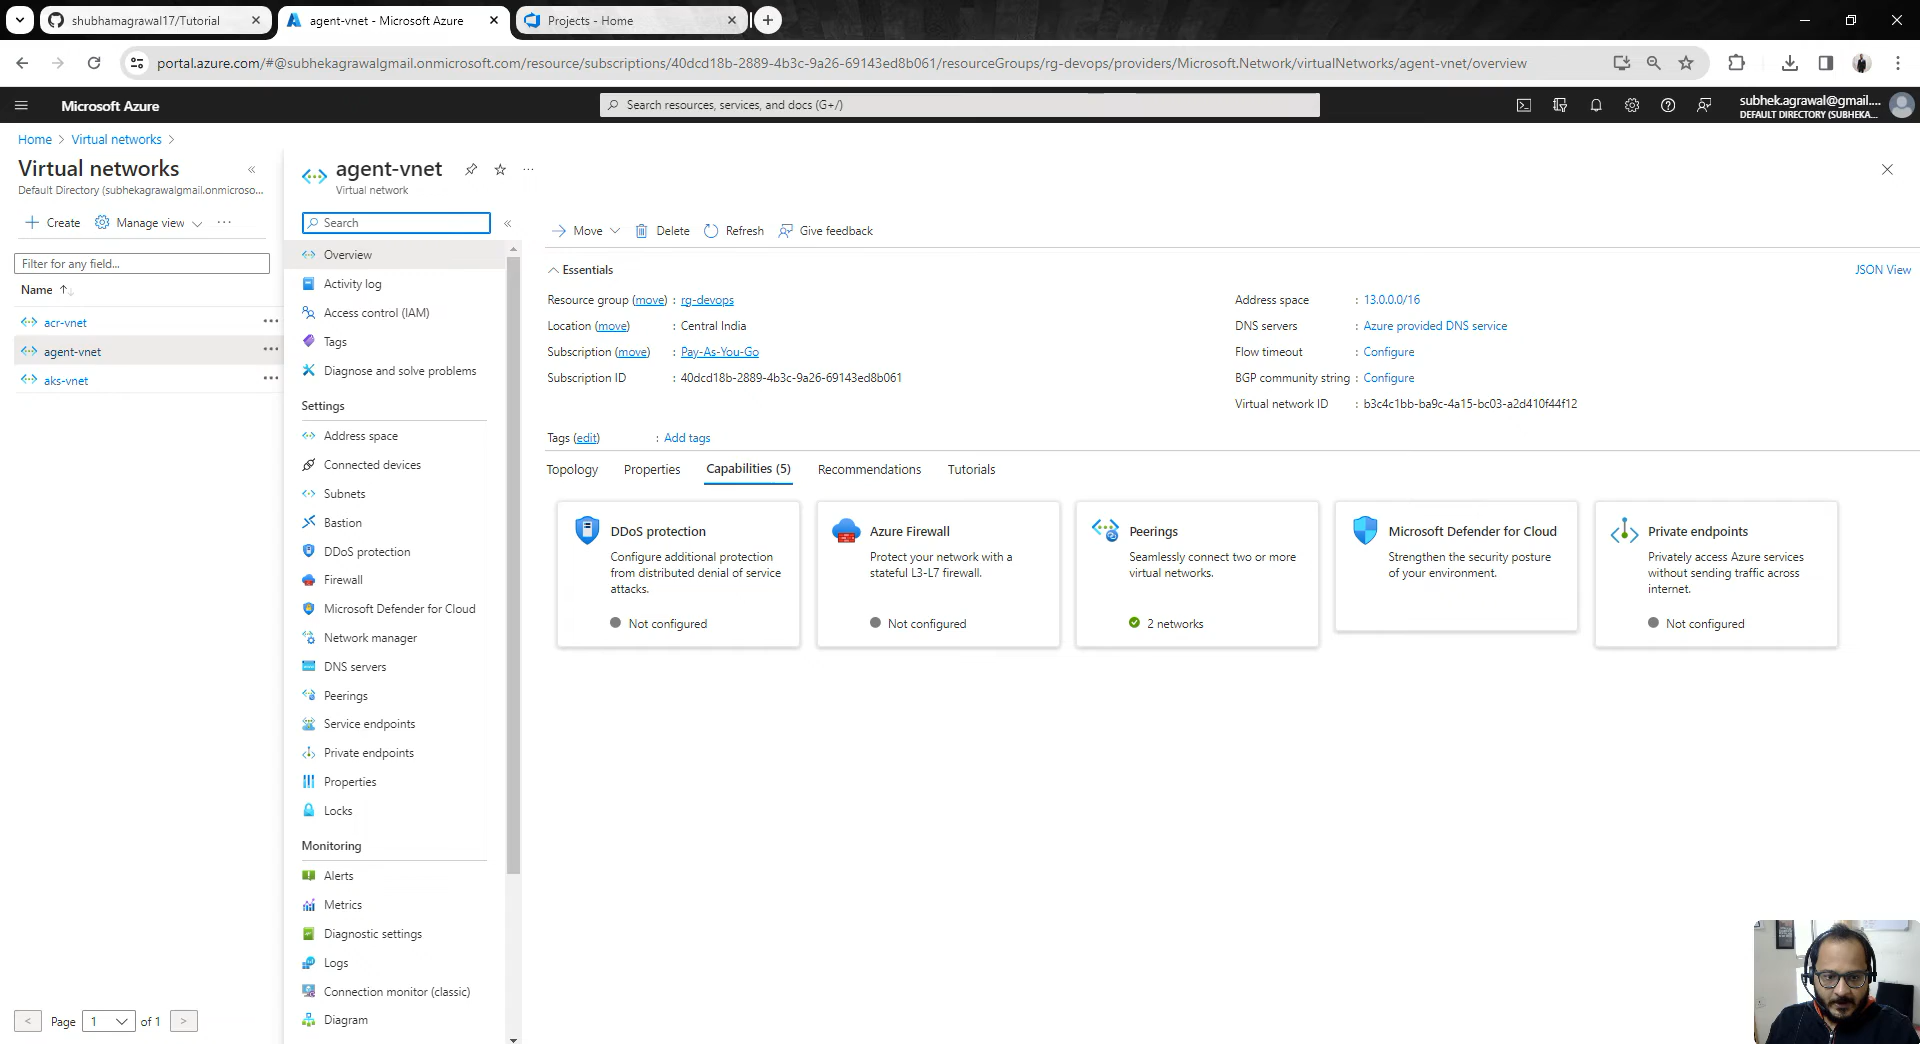 shubhamagrawal17/Tutorial
agent-vnet - Microsoft Azure
Projects - Home
portal.azure.com/#@subhekagrawalgmail.onmicrosoft.com/resource/subscriptions/40dcd18b-2889-4b3c-9a26-69143ed8b061/resourceGroups/rg-devops/providers/Microsoft.Network/virtualNetworks/agent-vnet/overview
Microsoft Azure
Search resources, services, and docs (G+/)
subhek.agrawal@gmail....
DEFAULT DIRECTORY (SUBHEKA...
Home > Virtual networks >
Virtual networks
Default Directory (subhekagrawalgmail.onmicroso...
Create
Manage view
Filter for any field...
Name
acr-vnet
agent-vnet
aks-vnet
Page 1 of 1
agent-vnet
Virtual network
Search
Overview
Activity log
Access control (IAM)
Tags
Diagnose and solve problems
Settings
Address space
Connected devices
Subnets
Bastion
DDoS protection
Firewall
Microsoft Defender for Cloud
Network manager
DNS servers
Peerings
Service endpoints
Private endpoints
Properties
Locks
Monitoring
Alerts
Metrics
Diagnostic settings
Logs
Connection monitor (classic)
Diagram
Move
Delete
Refresh
Give feedback
Essentials
JSON View
Resource group (move) : rg-devops
Location (move) : Central India
Subscription (move) : Pay-As-You-Go
Subscription ID : 40dcd18b-2889-4b3c-9a26-69143ed8b061
Address space : 13.0.0.0/16
DNS servers : Azure provided DNS service
Flow timeout : Configure
BGP community string : Configure
Virtual network ID : b3c4c1bb-ba9c-4a15-bc03-a2d410f44f12
Tags (edit) : Add tags
Topology
Properties
Capabilities (5)
Recommendations
Tutorials
DDoS protection
Configure additional protection
from distributed denial of service
attacks.
Not configured
Azure Firewall
Protect your network with a
stateful L3-L7 firewall.
Not configured
Peerings
Seamlessly connect two or more
virtual networks.
2 networks
Microsoft Defender for Cloud
Strengthen the security posture
of your environment.
Private endpoints
Privately access Azure services
without sending traffic across
internet.
Not configured